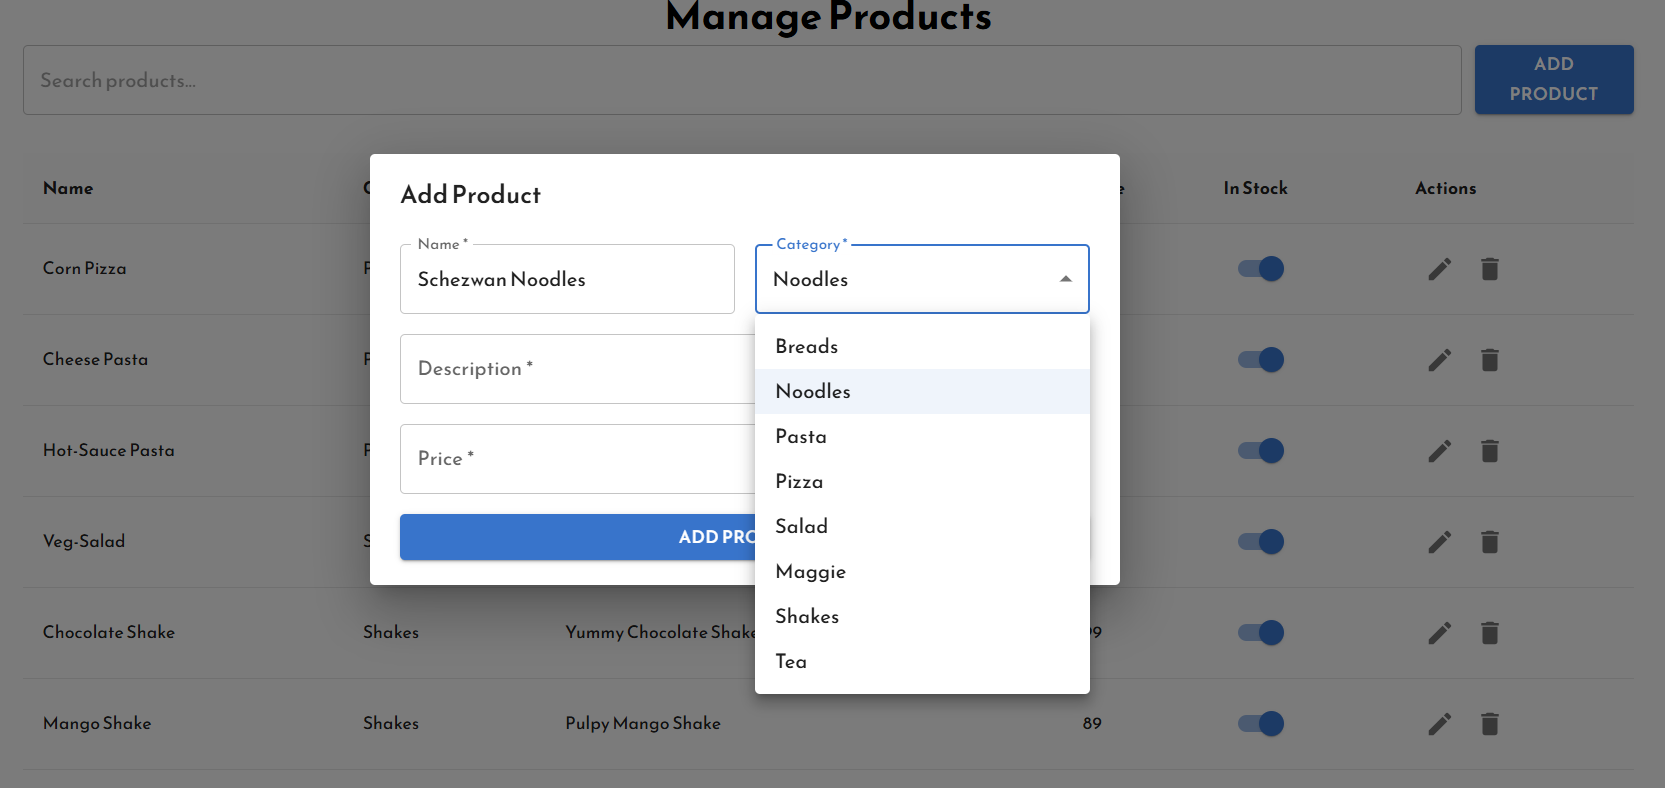 Manage Products
Search products...
ADD
PRODUCT
Name
In Stock
Actions
Corn Pizza
Cheese Pasta
Hot-Sauce Pasta
Veg-Salad
Chocolate Shake Shakes Yummy Chocolate Shake
Mango Shake Shakes Pulpy Mango Shake 89
Add Product
Name *
Schezwan Noodles
Category *
Noodles
Description *
Price *
ADD
Breads
Noodles
Pasta
Pizza
Salad
Maggie
Shakes
Tea